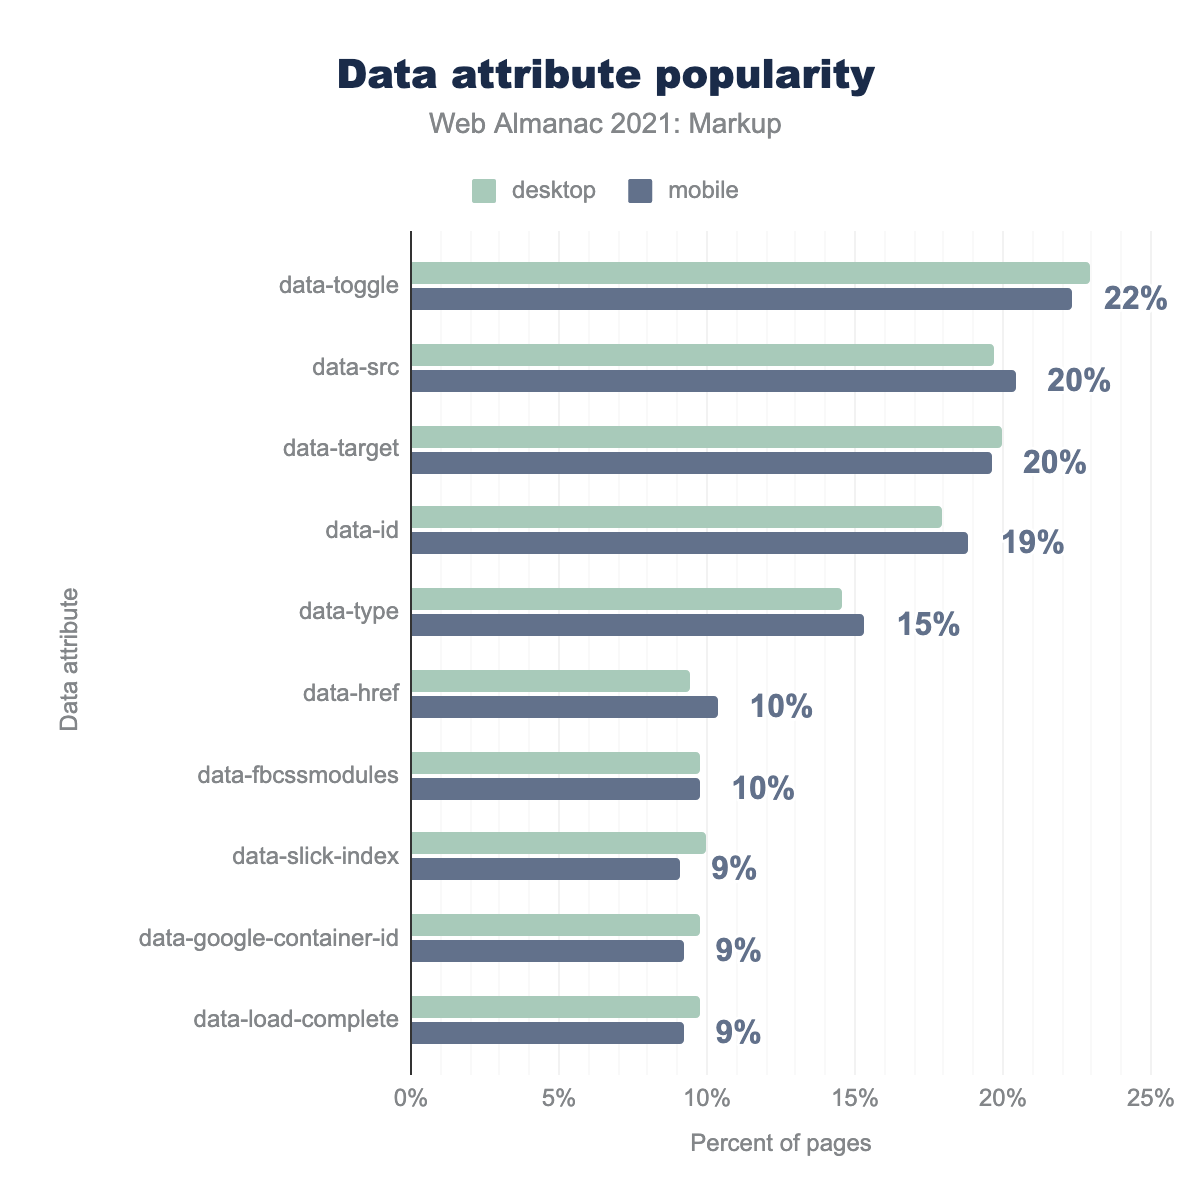 Data attribute popularity
Web Almanac 2021: Markup
desktop mobile
data-toggle 22%
data-src 20%
data-target 20%
data-id 19%
data-type 15%
data-href 10%
data-fbcssmodules 10%
data-slick-index 9%
data-google-container-id 9%
data-load-complete 9%
Data attribute
0% 5% 10% 15% 20% 25%
Percent of pages